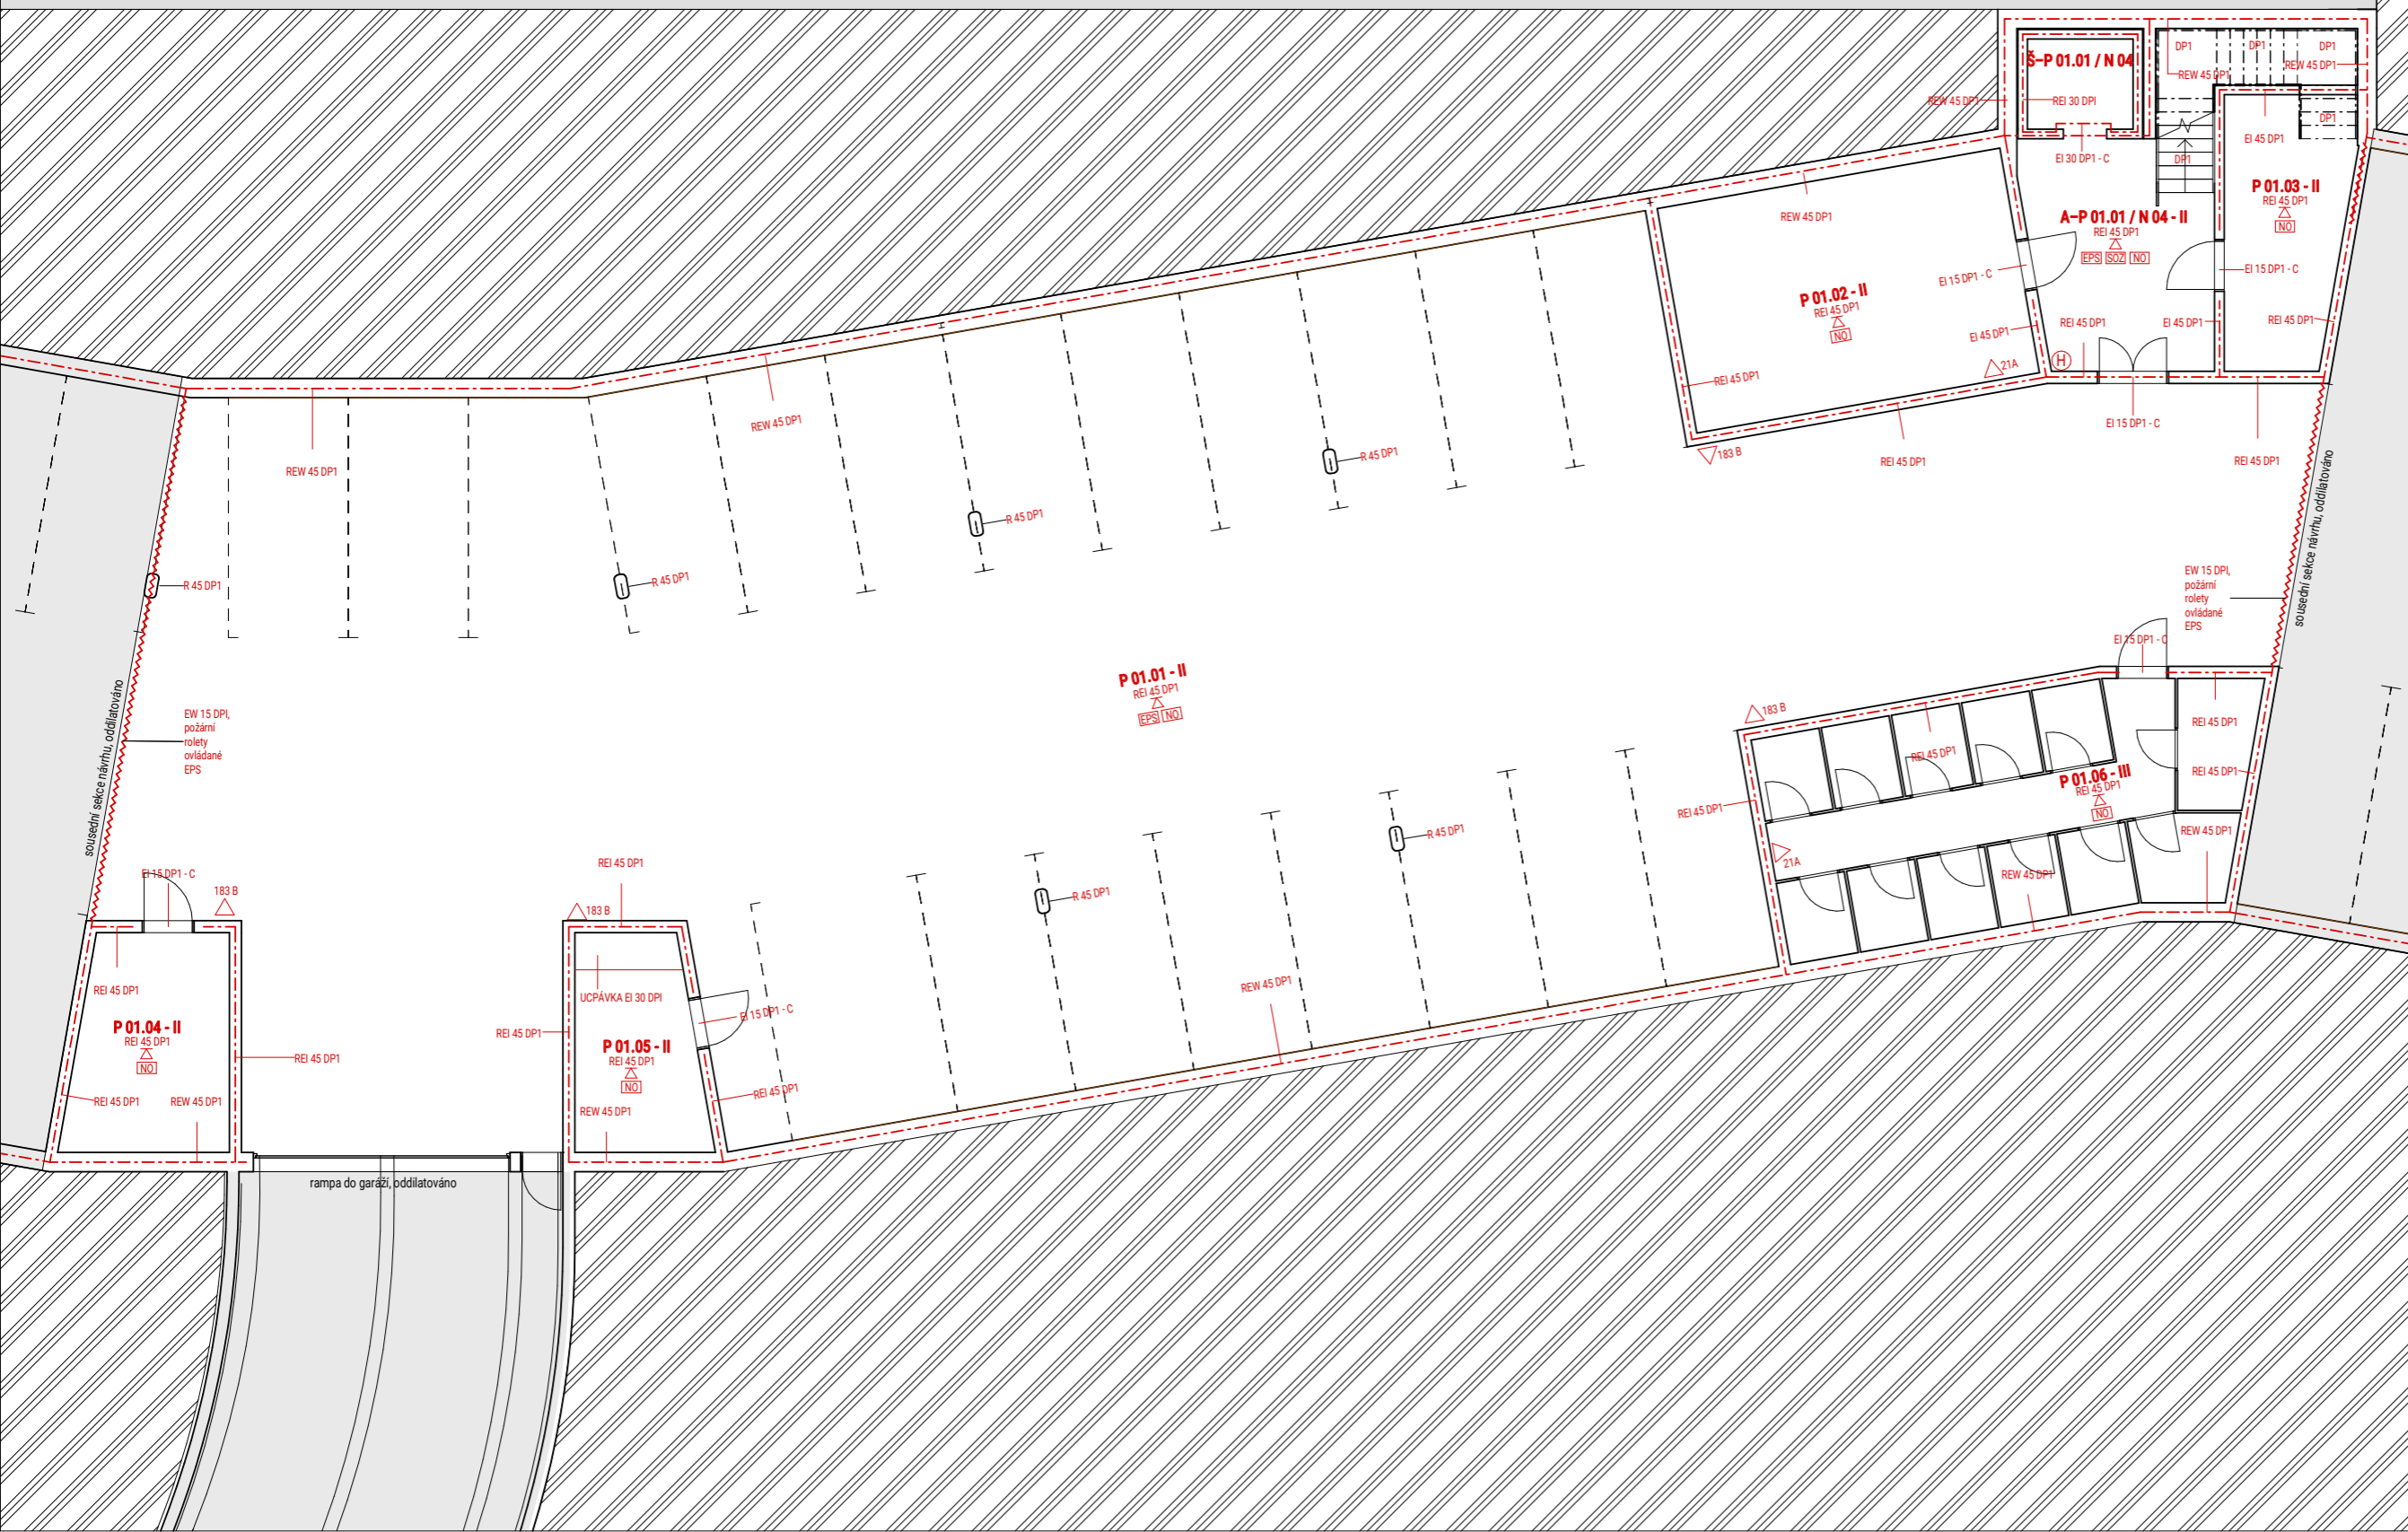 DP1
DP1
DP1
Š–P 01.01 / N 04
REW 45 DP1
REW 45 DP1
REW 45 DP1
REI 30 DPI
DP1
EI 45 DP1
EI 30 DP1 - C
DP1
P 01.03 - II
REI 45 DP1
NO
A–P 01.01 / N 04 - II
REI 45 DP1
EPS SOZ NO
REW 45 DP1
EI 15 DP1 - C
EI 15 DP1 - C
P 01.02 - II
REI 45 DP1
NO
EI 45 DP1
REI 45 DP1
EI 45 DP1
REI 45 DP1
H
21A
REI 45 DP1
EI 15 DP1 - C
REW 45 DP1
183 B
REI 45 DP1
REI 45 DP1
REW 45 DP1
R 45 DP1
R 45 DP1
R 45 DP1
R 45 DP1
sousední sekce návrhu, oddilatováno
EW 15 DPI,
požární
rolety
ovládané
EPS
EI 15 DP1 - C
P 01.01 - II
REI 45 DP1
EPS NO
sousední sekce návrhu, oddilatováno
EW 15 DPI,
požární
rolety
ovládané
EPS
183 B
REI 45 DP1
REI 45 DP1
REI 45 DP1
P 01.06 - III
REI 45 DP1
NO
REI 45 DP1
REW 45 DP1
21A
REW 45 DP1
R 45 DP1
R 45 DP1
REI 45 DP1
EI 15 DP1 - C
183 B
183 B
REI 45 DP1
UCPÁVKA EI 30 DPI
REW 45 DP1
EI 15 DP1 - C
P 01.04 - II
REI 45 DP1
NO
REI 45 DP1
P 01.05 - II
REI 45 DP1
NO
REI 45 DP1
REI 45 DP1
REI 45 DP1
REW 45 DP1
REW 45 DP1
rampa do garáží, oddilatováno